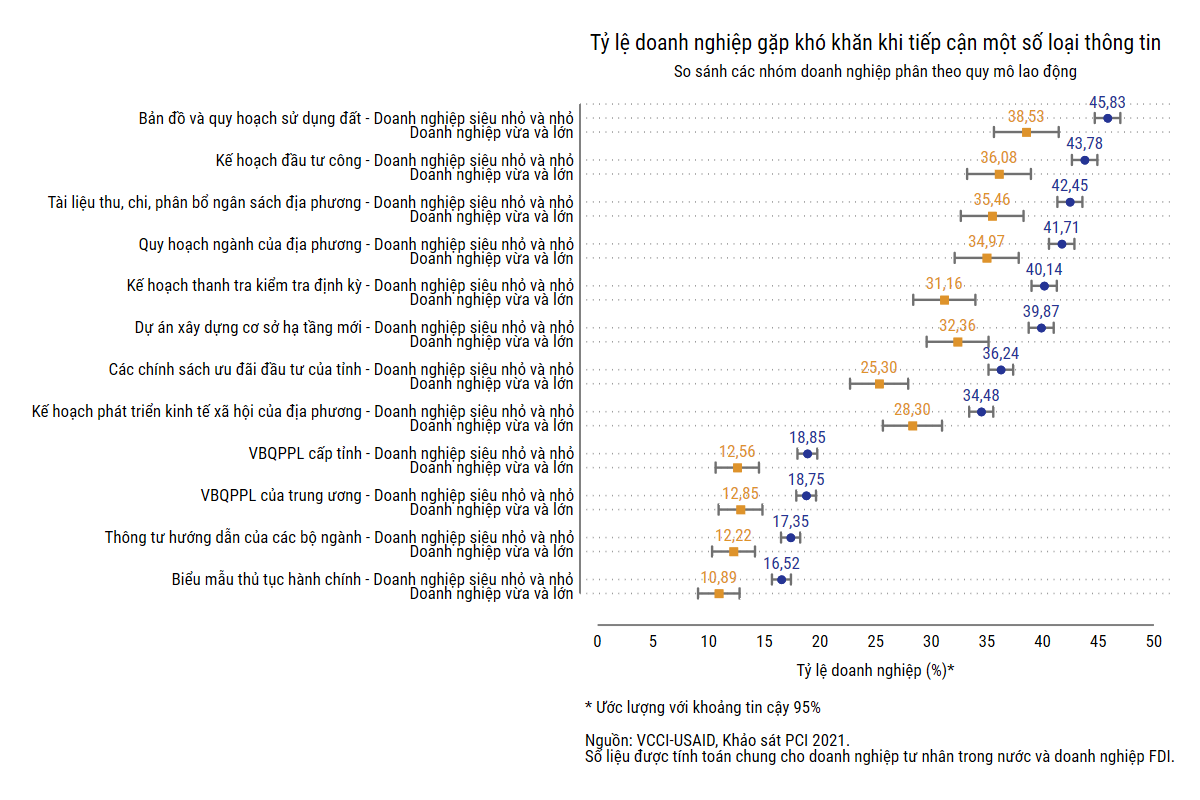 Tỷ lệ doanh nghiệp gặp khó khăn khi tiếp cận một số loại thông tin
So sánh các nhóm doanh nghiệp phân theo quy mô lao động
Bản đồ và quy hoạch sử dụng đất - Doanh nghiệp siêu nhỏ và nhỏ 45,83
Doanh nghiệp vừa và lớn 38,53
Kế hoạch đầu tư công - Doanh nghiệp siêu nhỏ và nhỏ 43,78
Doanh nghiệp vừa và lớn 36,08
Tài liệu thu, chi, phân bổ ngân sách địa phương - Doanh nghiệp siêu nhỏ và nhỏ 42,45
Doanh nghiệp vừa và lớn 35,46
Quy hoạch ngành của địa phương - Doanh nghiệp siêu nhỏ và nhỏ 41,71
Doanh nghiệp vừa và lớn 34,97
Kế hoạch thanh tra kiểm tra định kỳ - Doanh nghiệp siêu nhỏ và nhỏ 40,14
Doanh nghiệp vừa và lớn 31,16
Dự án xây dựng cơ sở hạ tầng mới - Doanh nghiệp siêu nhỏ và nhỏ 39,87
Doanh nghiệp vừa và lớn 32,36
Các chính sách ưu đãi đầu tư của tỉnh - Doanh nghiệp siêu nhỏ và nhỏ 36,24
Doanh nghiệp vừa và lớn 25,30
Kế hoạch phát triển kinh tế xã hội của địa phương - Doanh nghiệp siêu nhỏ và nhỏ 34,48
Doanh nghiệp vừa và lớn 28,30
VBQPPL cấp tỉnh - Doanh nghiệp siêu nhỏ và nhỏ 18,85
Doanh nghiệp vừa và lớn 12,56
VBQPPL của trung ương - Doanh nghiệp siêu nhỏ và nhỏ 18,75
Doanh nghiệp vừa và lớn 12,85
Thông tư hướng dẫn của các bộ ngành - Doanh nghiệp siêu nhỏ và nhỏ 17,35
Doanh nghiệp vừa và lớn 12,22
Biểu mẫu thủ tục hành chính - Doanh nghiệp siêu nhỏ và nhỏ 16,52
Doanh nghiệp vừa và lớn 10,89
0 5 10 15 20 25 30 35 40 45 50
Tỷ lệ doanh nghiệp (%)*
* Ước lượng với khoảng tin cậy 95%
Nguồn: VCCI-USAID, Khảo sát PCI 2021.
Số liệu được tính toán chung cho doanh nghiệp tư nhân trong nước và doanh nghiệp FDI.